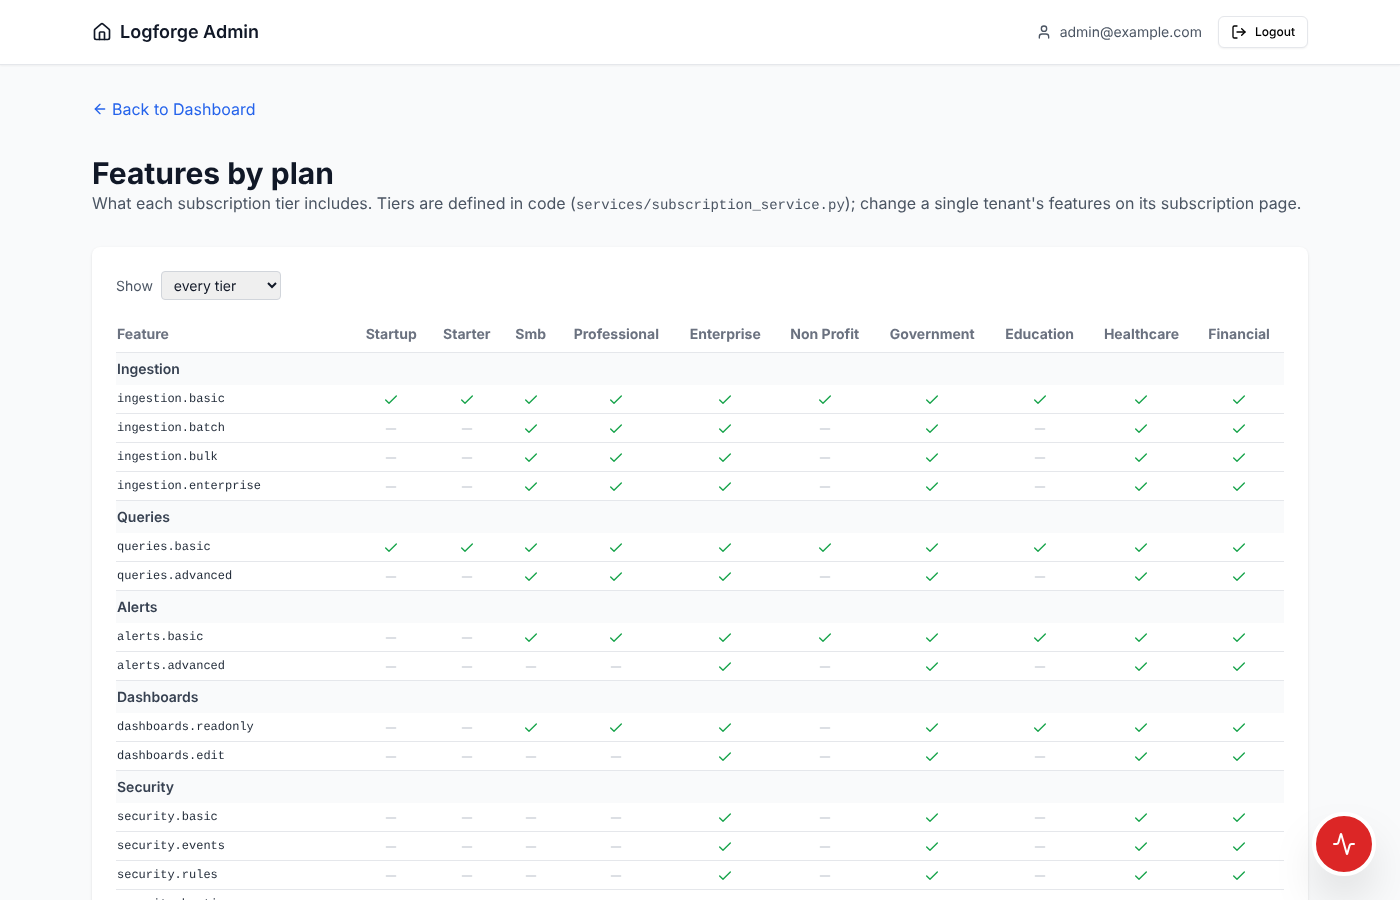 Logforge Admin
admin@example.com
Logout
Back to Dashboard
Features by plan
What each subscription tier includes. Tiers are defined in code (services/subscription_service.py); change a single tenant's features on its subscription page.
Show every tier
Feature Startup Starter Smb Professional Enterprise Non Profit Government Education Healthcare Financial
Ingestion
ingestion.basic
ingestion.batch
ingestion.bulk
ingestion.enterprise
Queries
queries.basic
queries.advanced
Alerts
alerts.basic
alerts.advanced
Dashboards
dashboards.readonly
dashboards.edit
Security
security.basic
security.events
security.rules